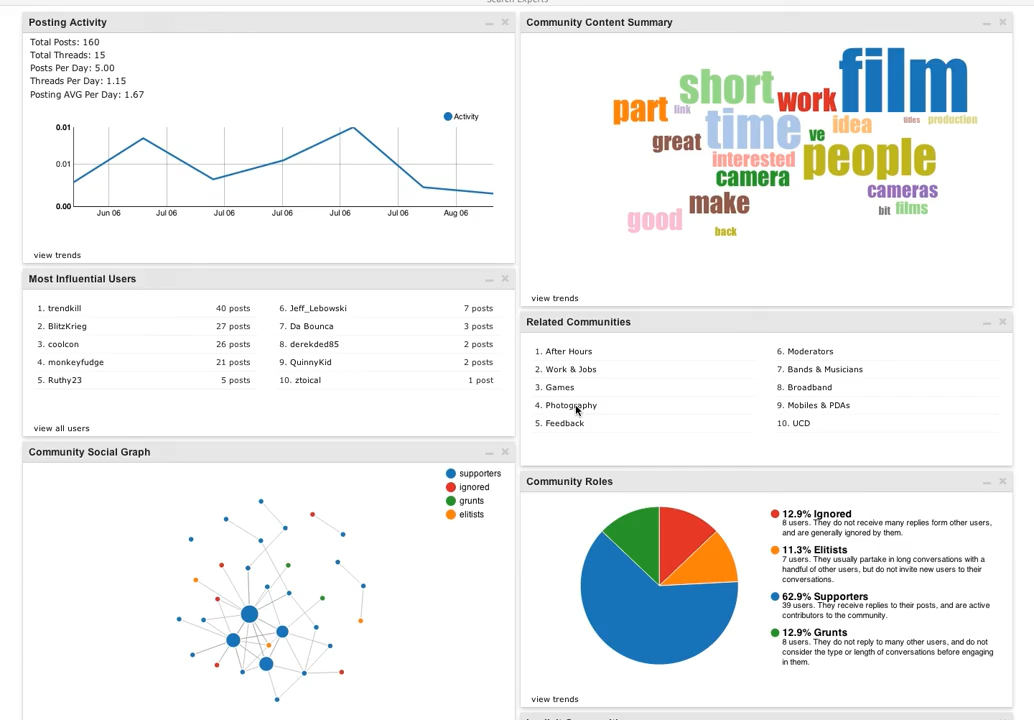 Search Experts
Posting Activity
Total Posts: 160
Total Threads: 15
Posts Per Day: 5.00
Threads Per Day: 1.15
Posting AVG Per Day: 1.67
Activity
0.01
0.01
0.00
Jun 06 Jul 06 Jul 06 Jul 06 Jul 06 Jul 06 Aug 06
view trends
Most Influential Users
1. trendkill 40 posts
2. BlitzKrieg 27 posts
3. coolcon 26 posts
4. monkeyfudge 21 posts
5. Ruthy23 5 posts
6. Jeff_Lebowski 7 posts
7. Da Bounca 3 posts
8. derekded85 2 posts
9. QuinnyKid 2 posts
10. ztoical 1 post
view all users
Community Social Graph
supporters
ignored
grunts
elitists
Community Content Summary
film
short
work
part
link
time
titles
production
idea
ve
great
people
interested
camera
cameras
make
bit
films
good
back
view trends
Related Communities
1. After Hours
2. Work & Jobs
3. Games
4. Photography
5. Feedback
6. Moderators
7. Bands & Musicians
8. Broadband
9. Mobiles & PDAs
10. UCD
Community Roles
12.9% Ignored
8 users. They do not receive many replies form other users,
and are generally ignored by them.
11.3% Elitists
7 users. They usually partake in long conversations with a
handful of other users, but do not invite new users to their
conversations.
62.9% Supporters
39 users. They receive replies to their posts, and are active
contributors to the community.
12.9% Grunts
8 users. They do not reply to many other users, and do not
consider the type or length of conversations before engaging
in them.
view trends